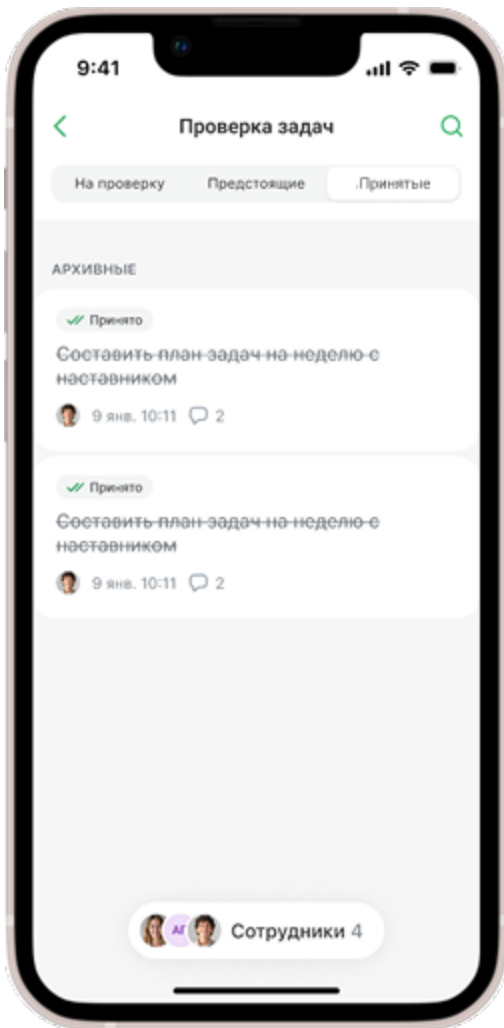 9:41
Проверка задач
На проверку Предстоящие .Принятые
АРХИВНЫЕ
Принято
Составить план задач на неделю с
наставником
9 янв. 10:11 2
Принято
Составить план задач на неделю с
наставником
9 янв. 10:11 2
Сотрудники 4